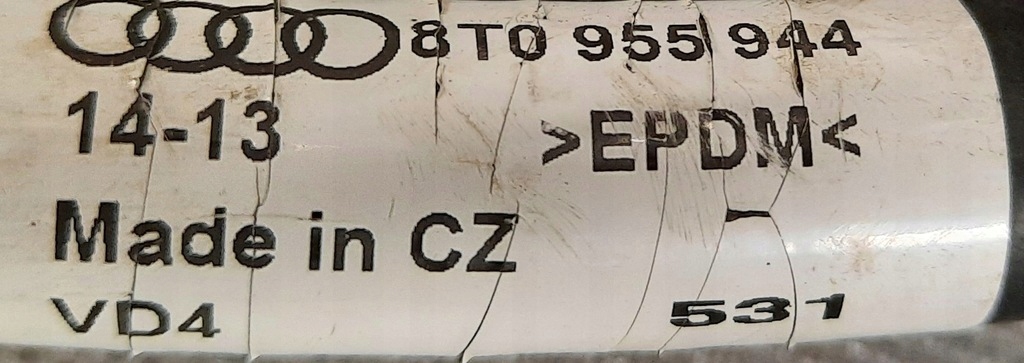 8T0 955 944
14-13 >EPDM<
Made in CZ
VD4 531